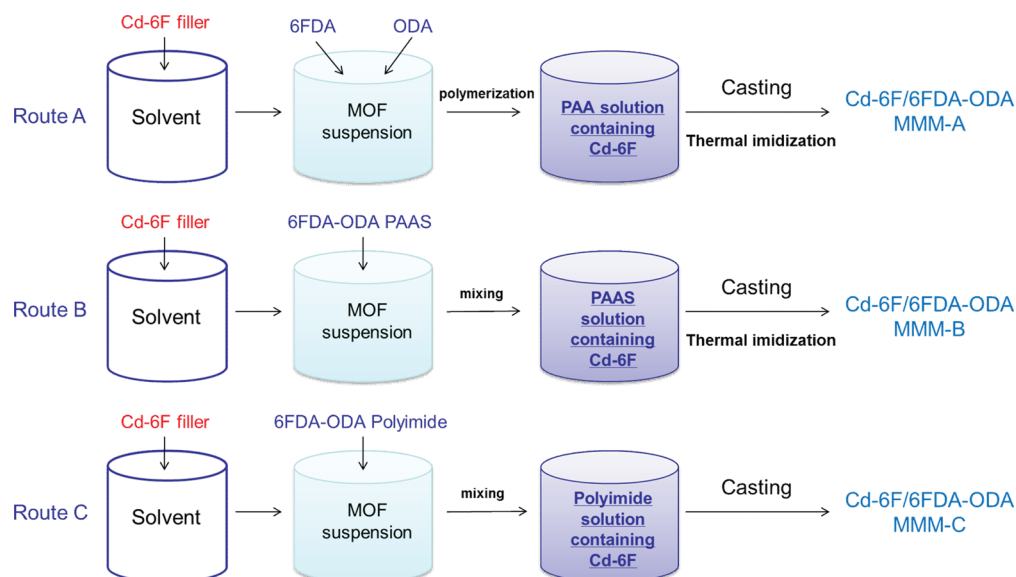 Cd-6F filler
6FDA
ODA
Route A
Solvent
MOF
suspension
polymerization)
PAA solution
containing
Cd-6F
Casting
Thermal imidization
Cd-6F/6FDA-ODA
MMM-A
Cd-6F filler
6FDA-ODA PAAS
Route B
Solvent
MOF
suspension
mixing
PAAS
solution
containing
Cd-6F
Casting
Thermal imidization
Cd-6F/6FDA-ODA
MMM-B
Cd-6F filler
6FDA-ODA Polyimide
Route C
Solvent
MOF
suspension
mixing
Polyimide
solution
containing
Cd-6F
Casting
Cd-6F/6FDA-ODA
MMM-C